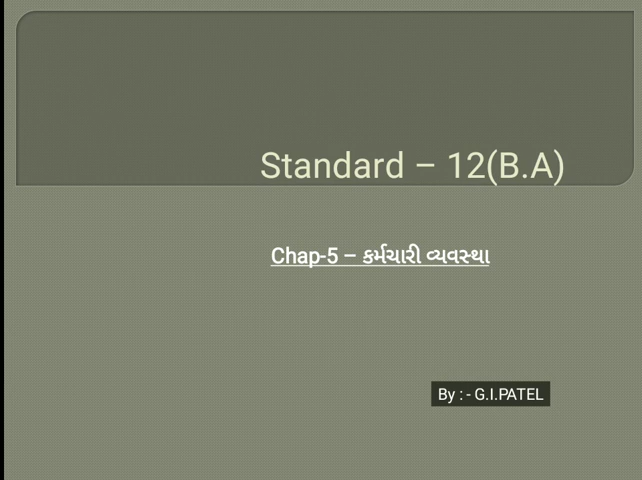 Standard – 12(B.A)
Chap-5 – કર્મચારી વ્યવસ્થા
By : - G.I.PATEL